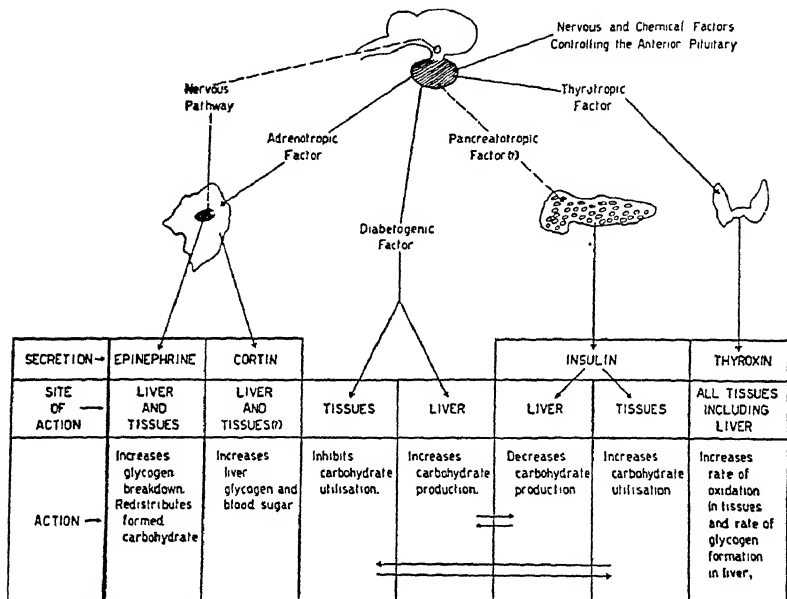 Nervous and Chemical Factors
Controlling the Anterior Pituitary
Nervous
Pathway
Adrenotropic
Factor
Pancreatotropic
Factor(?)
Thyrotropic
Factor
Diabetogenic
Factor
SECRETION→
EPINEPHRINE
CORTIN
INSULIN
THYROXIN
SITE
OF
ACTION
LIVER
AND
TISSUES
LIVER
AND
TISSUES(?)
TISSUES
LIVER
LIVER
TISSUES
ALL TISSUES
INCLUDING
LIVER
ACTION
Increases
glycogen
breakdown.
Redistributes
formed
carbohydrate
Increases
liver
glycogen and
blood sugar
Inhibits
carbohydrate
utilisation.
Increases
carbohydrate
production.
Decreases
carbohydrate
production
Increases
carbohydrate
utilisation
Increases
rate of
oxidation
in tissues
and rate of
glycogen
formation
in liver,